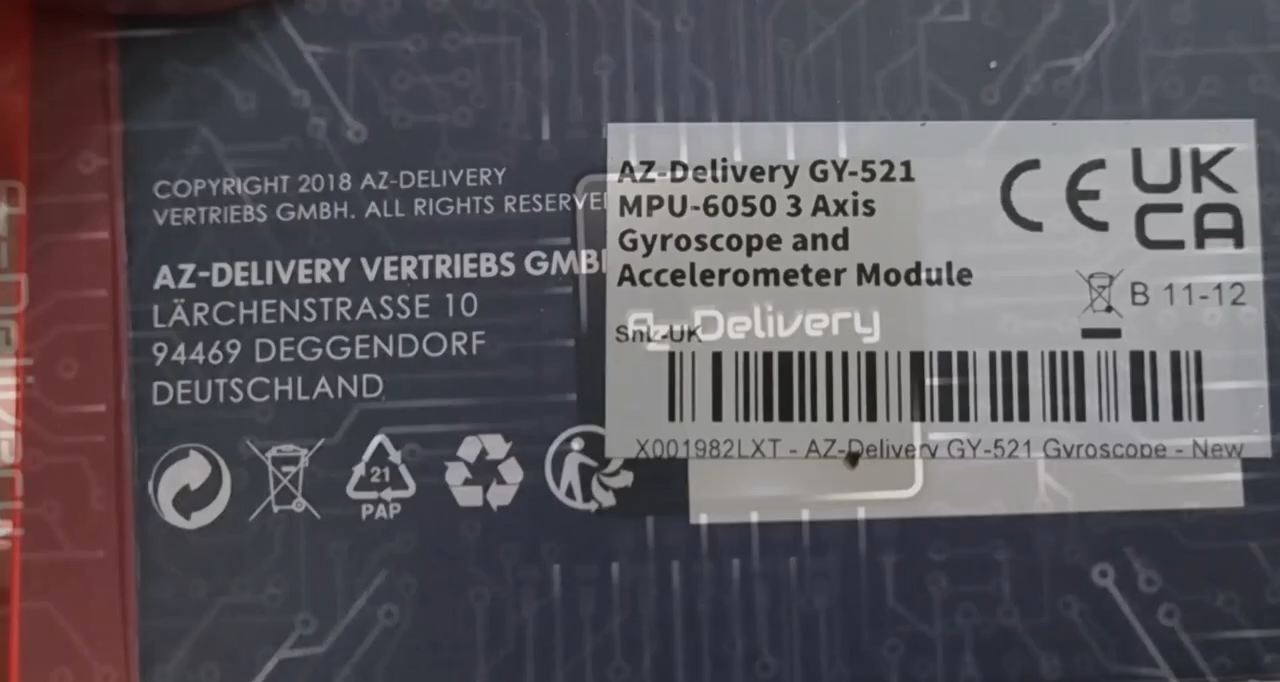 COPYRIGHT 2018 AZ-DELIVERY
VERTRIEBS GMBH. ALL RIGHTS RESERVE
AZ-DELIVERY VERTRIEBS GMB
LÄRCHENSTRASSE 10
94469 DEGGENDORF
DEUTSCHLAND
21
PAP
AZ-Delivery GY-521
MPU-6050 3 Axis
Gyroscope and
Accelerometer Module
CE
UK
CA
B 11-12
Az-Delivery
X001982LXT - AZ-Delivery GY-521 Gyroscope - New